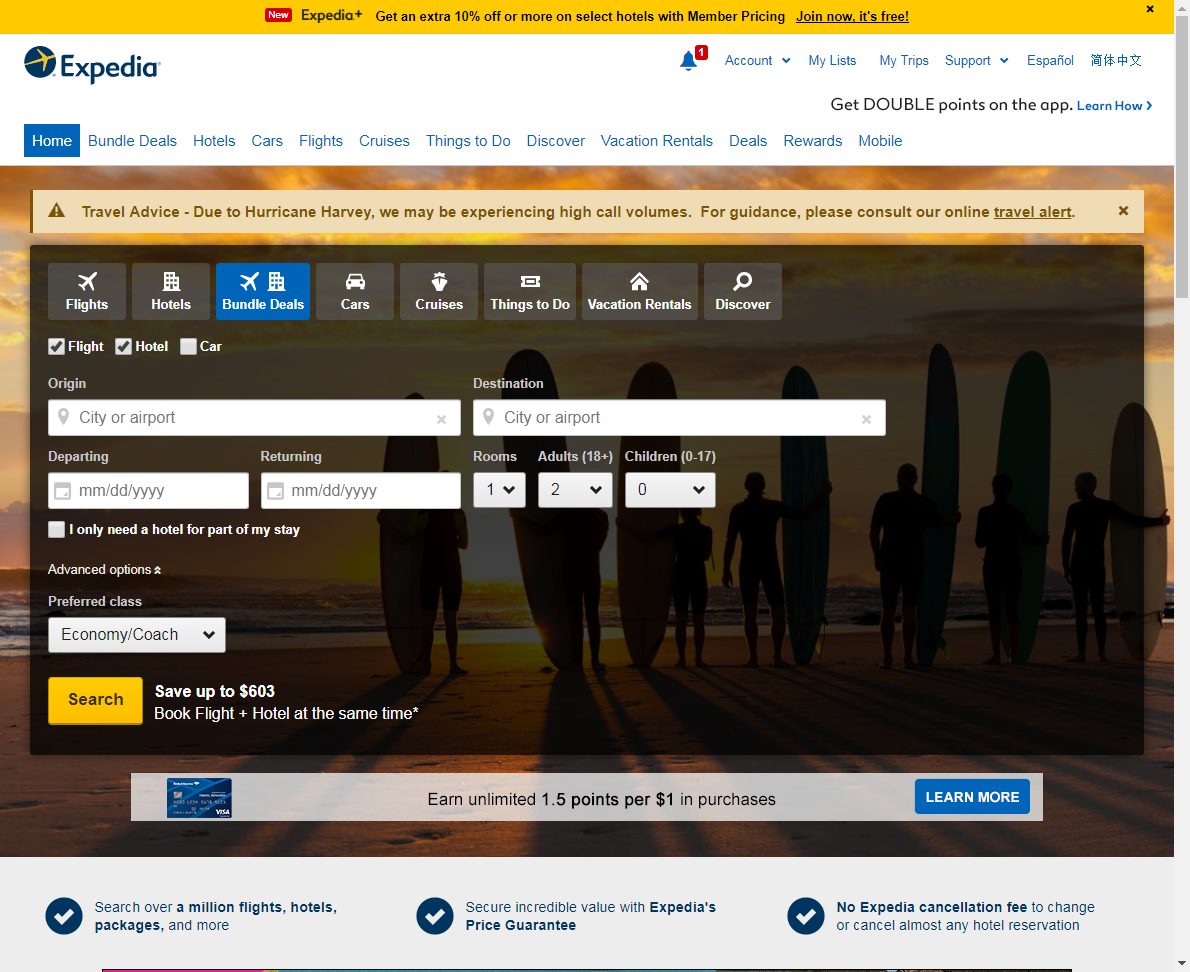 New Expedia+ Get an extra 10% off or more on select hotels with Member Pricing Join now, it's free!
Expedia
1 Account My Lists My Trips Support Español 简体中文
Get DOUBLE points on the app. Learn How
Home Bundle Deals Hotels Cars Flights Cruises Things to Do Discover Vacation Rentals Deals Rewards Mobile
Travel Advice - Due to Hurricane Harvey, we may be experiencing high call volumes. For guidance, please consult our online travel alert.
Flights Hotels Bundle Deals Cars Cruises Things to Do Vacation Rentals Discover
Flight Hotel Car
Origin Destination
City or airport City or airport
Departing Returning Rooms Adults (18+) Children (0-17)
mm/dd/yyyy mm/dd/yyyy 1 2 0
I only need a hotel for part of my stay
Advanced options
Preferred class
Economy/Coach
Search
Save up to $603
Book Flight + Hotel at the same time*
VISA
Earn unlimited 1.5 points per $1 in purchases
LEARN MORE
Search over a million flights, hotels,
packages, and more
Secure incredible value with Expedia's
Price Guarantee
No Expedia cancellation fee to change
or cancel almost any hotel reservation